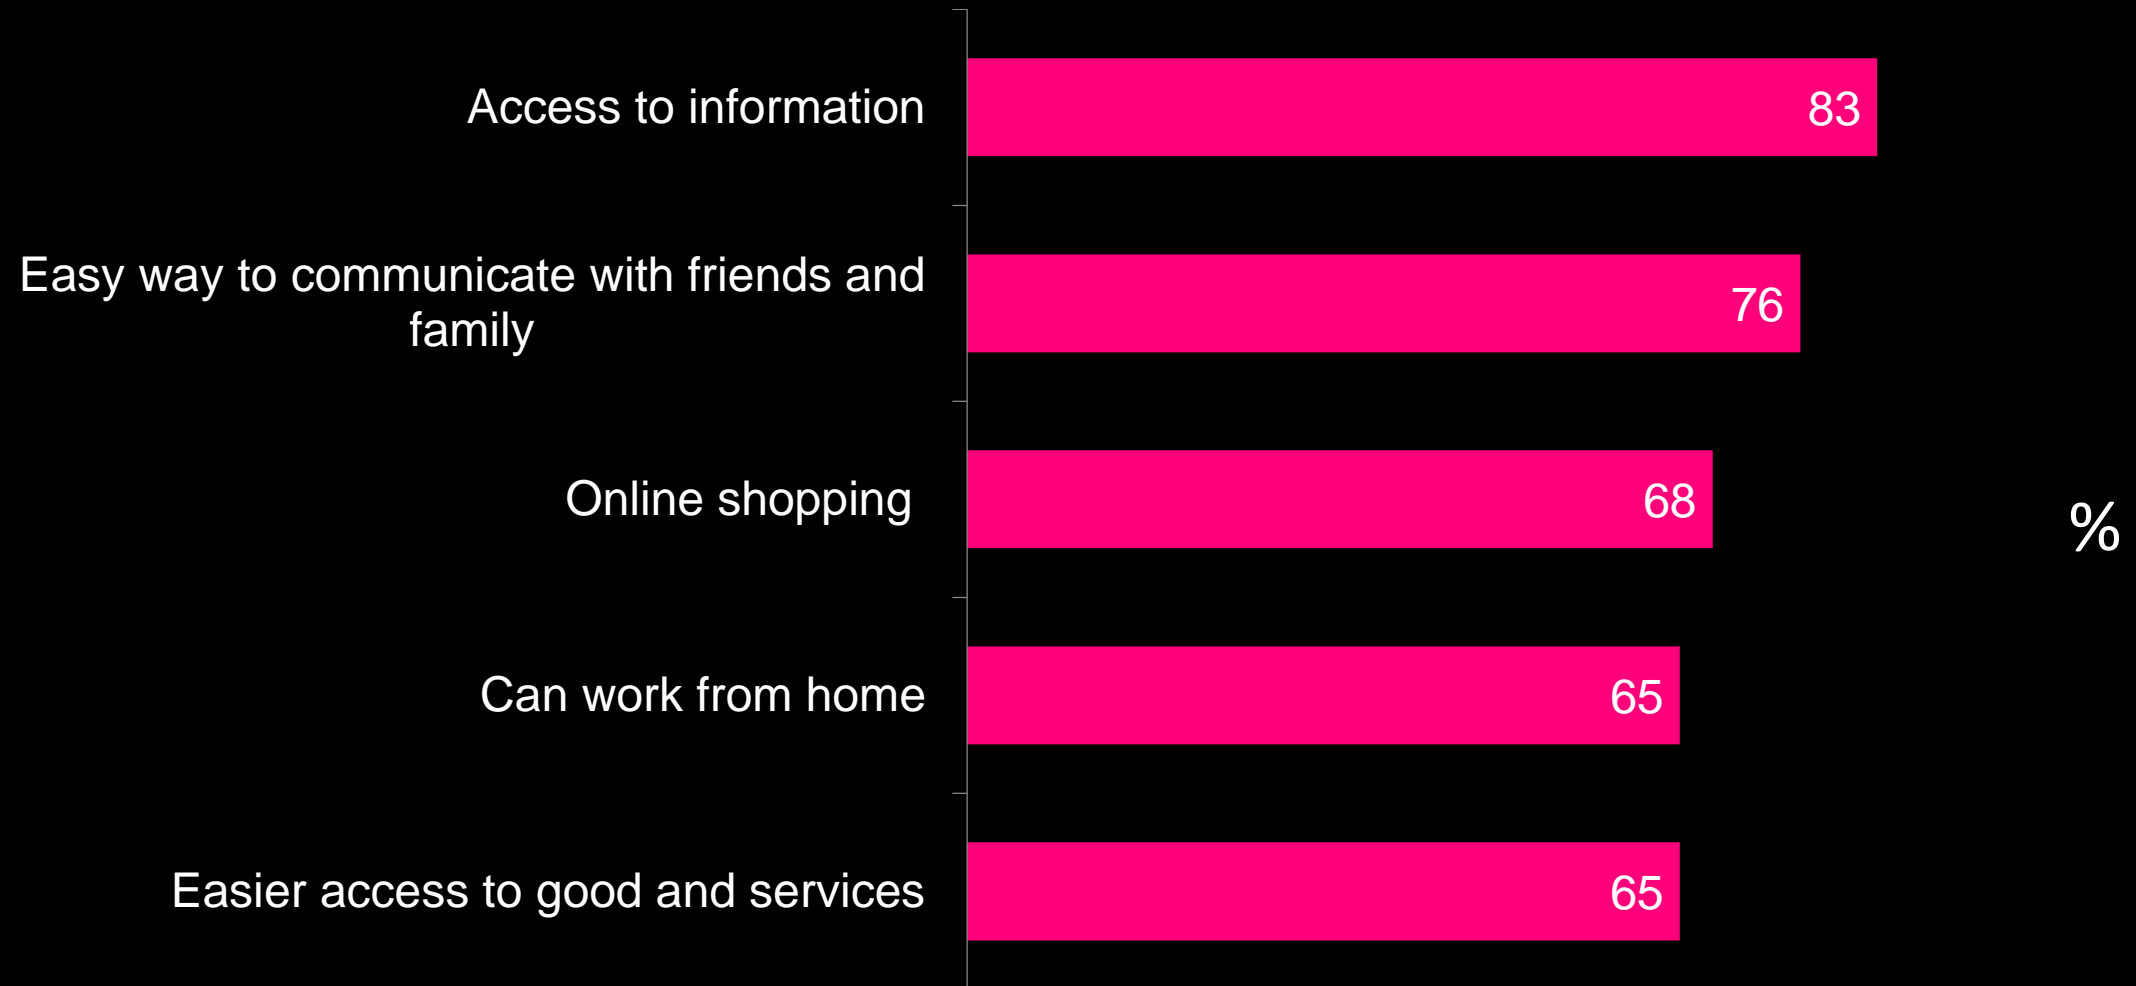 Access to information
83
Easy way to communicate with friends and
family
76
Online shopping
68
%
Can work from home
65
Easier access to good and services
65